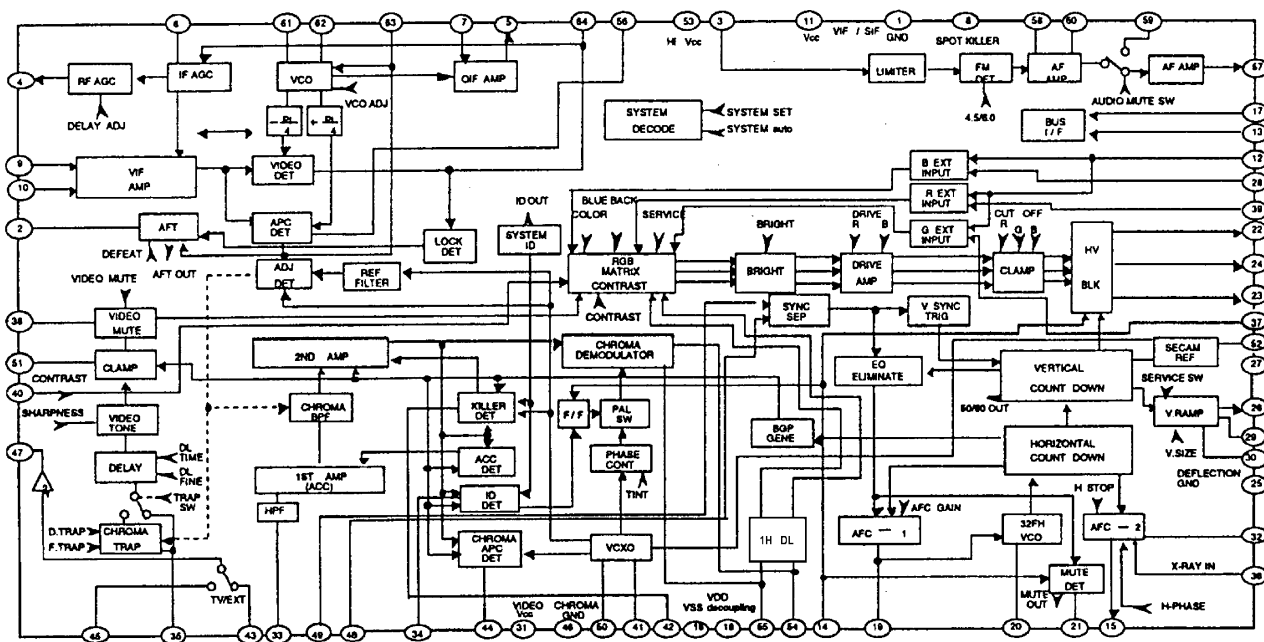 6 61 62 63 7 5 64 56 53 3 11 1 8 58 60 59
HI Vcc
Vcc
VIF / SIF
GND
SPOT KILLER
4
RF AGC
IF AGC
VCO
QIF AMP
LIMITER
FM
DET
AF
AMP
AF AMP
57
DELAY ADJ
VCO ADJ
AUDIO MUTE SW
4.5/6.0
SYSTEM
DECODE
SYSTEM SET
SYSTEM auto
BUS
I / F
17
13
9
10
VIF
AMP
VIDEO
DET
B EXT
INPUT
12
28
R EXT
INPUT
39
G EXT
INPUT
2
AFT
APC
DET
LOCK
DET
ID OUT
SYSTEM
ID
BLUE BACK
COLOR
SERVICE
BRIGHT
DRIVE
R B
CUT OFF
R G B
22
DEFEAT
AFT OUT
ADJ
DET
REF
FILTER
RGB
MATRIX
CONTRAST
BRIGHT
DRIVE
AMP
CLAMP
HV
BLK
24
23
VIDEO MUTE
38
VIDEO
MUTE
CONTRAST
SYNC
SEP
V SYNC
TRIG
37
52
51
CLAMP
2ND AMP
CHROMA
DEMODULATOR
EQ
ELIMINATE
VERTICAL
COUNT DOWN
SECAM
REF
27
CONTRAST
40
SHARPNESS
VIDEO
TONE
CHROMA
BPF
KILLER
DET
F / F
PAL
SW
BGP
GENE
50/60 OUT
SERVICE SW
V.RAMP
26
29
30
47
DL
TIME
DELAY
DL
FINE
ACC
DET
PHASE
CONT
HORIZONTAL
COUNT DOWN
V.SIZE
DEFLECTION
GND
25
TRAP
SW
1ST AMP
(ACC)
HPF
ID
DET
TINT
H STOP
D.TRAP
F.TRAP
CHROMA
TRAP
CHROMA
APC
DET
VCXO
1H DL
AFC GAIN
AFC — 1
32FH
VCO
AFC — 2
32
X-RAY IN
36
MUTE
DET
MUTE
OUT
H-PHASE
TV/EXT
VIDEO
Vcc
CHROMA
GND
VDD
VSS decoupling
45 35 43 33 49 48 34 44 31 46 50 41 42 16 18 55 54 14 19 20 21 15